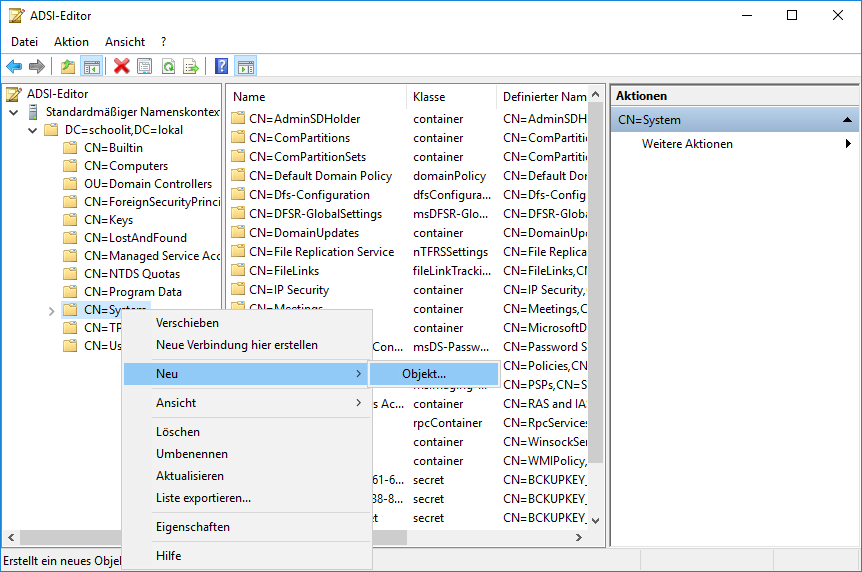 ADSI-Editor
Datei Aktion Ansicht ?
ADSI-Editor
Standardmäßiger Namenskontex
DC=schoolit,DC=lokal
CN=Builtin
CN=Computers
OU=Domain Controllers
CN=ForeignSecurityPrinci
CN=Keys
CN=LostAndFound
CN=Managed Service Acc
CN=NTDS Quotas
CN=Program Data
CN=System
CN=TP
CN=Us
Name Klasse Definierter Nam
CN=AdminSDHolder container CN=AdminSD
CN=ComPartitions container CN=ComPartiti
CN=ComPartitionSets container CN=ComPartiti
CN=Default Domain Policy domainPolicy CN=Default Dor
CN=Dfs-Configuration dfsConfigura... CN=Dfs-Config
CN=DFSR-GlobalSettings msDFSR-Glo... CN=DFSR-Glob
CN=DomainUpdates container CN=DomainUp
CN=File Replication Service nTFRSSettings CN=File Replica
CN=FileLinks fileLinkTracki... CN=FileLinks,CN
CN=IP Security container CN=IP Security,
CN=Meetings container CN=Meetings,C
container CN=MicrosoftD
Con... msDS-Passw... CN=Password S
CN=Policies,CN
msImaging-... CN=PSPs,CN=S
s Ac... container CN=RAS and IA
rpcContainer CN=RpcServices
container CN=WinsockSer
container CN=WMIPolicy,
61-6... secret CN=BCKUPKEY_
38-8... secret CN=BCKUPKEY_
et secret CN=BCKUPKEY_
Verschieben
Neue Verbindung hier erstellen
Neu
Objekt...
Ansicht
Löschen
Umbenennen
Aktualisieren
Liste exportieren...
Eigenschaften
Hilfe
Aktionen
CN=System
Weitere Aktionen
Erstellt ein neues Objek